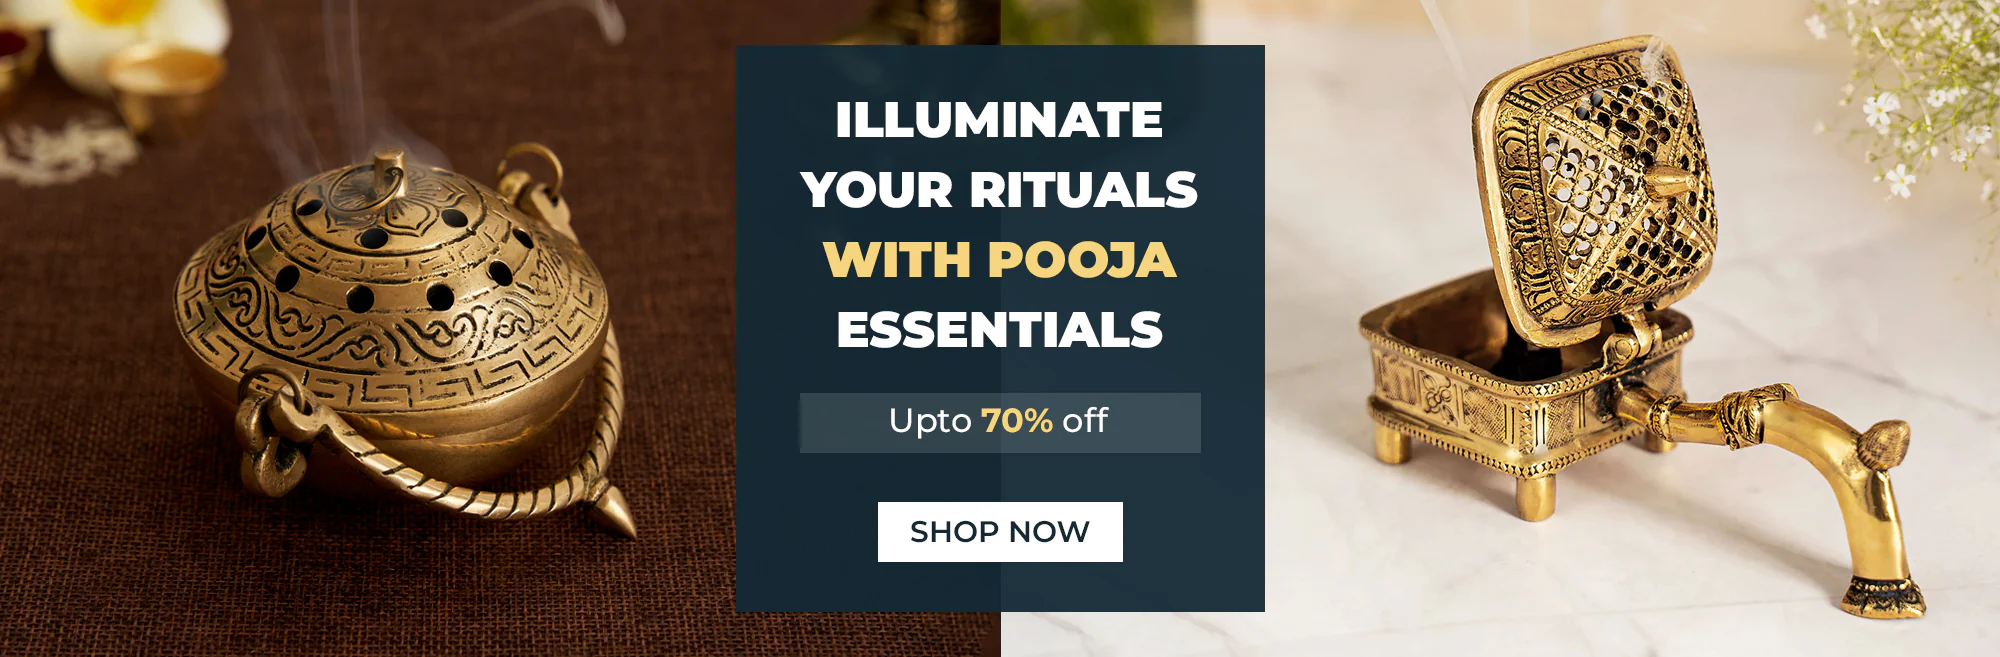 ILLUMINATE
YOUR RITUALS
WITH POOJA
ESSENTIALS
Upto 70% off
SHOP NOW